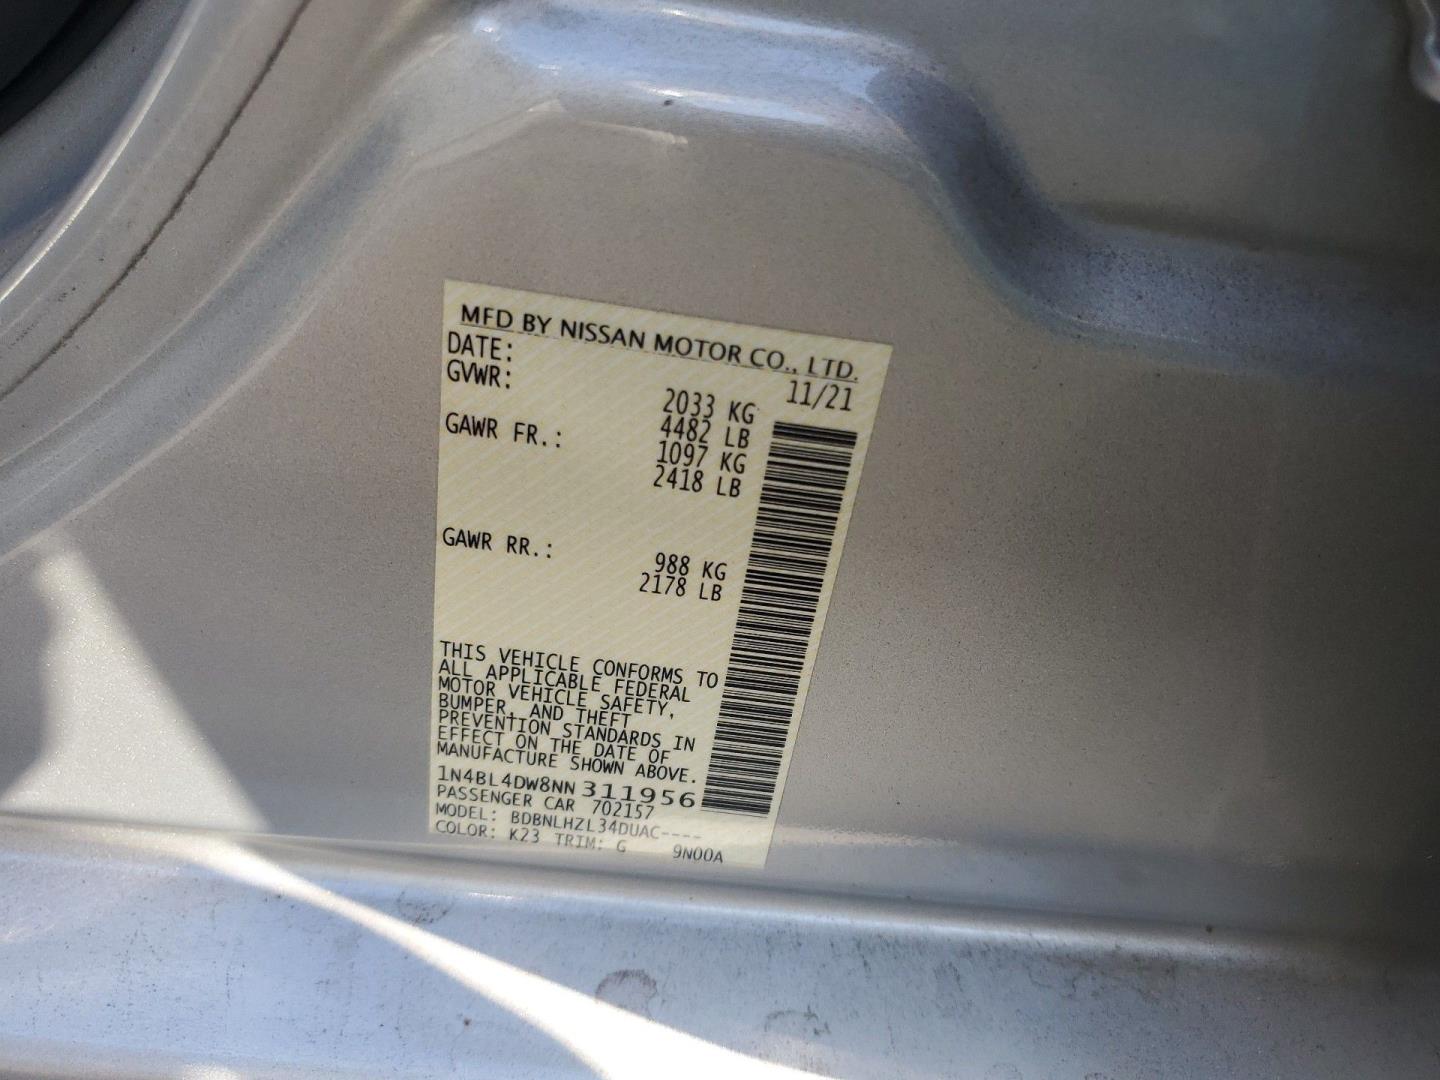 MFD BY NISSAN MOTOR CO., LTD.
DATE: 11/21
GVWR: 2033 KG
4482 LB
GAWR FR.: 1097 KG
2418 LB
GAWR RR.: 988 KG
2178 LB
THIS VEHICLE CONFORMS TO
ALL APPLICABLE FEDERAL
MOTOR VEHICLE SAFETY,
BUMPER, AND THEFT
PREVENTION STANDARDS IN
EFFECT ON THE DATE OF
MANUFACTURE SHOWN ABOVE.
1N4BL4DW8NN311956
PASSENGER CAR 702157
MODEL: BDBNLHZL34DUAC----
COLOR: K23 TRIM: G 9N00A